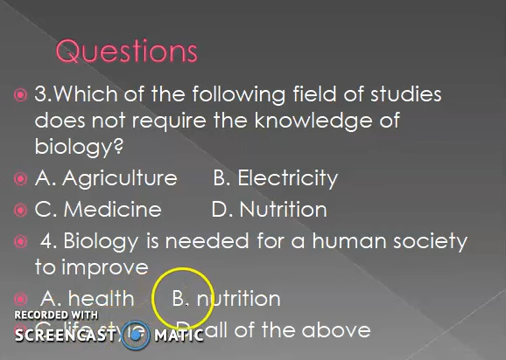 Questions
3.Which of the following field of studies
does not require the knowledge of
biology?
A. Agriculture B. Electricity
C. Medicine D. Nutrition
4. Biology is needed for a human society
to improve
A. health B. nutrition
RECORDED WITH
C. life style D. all of the above
SCREENCAST MATIC